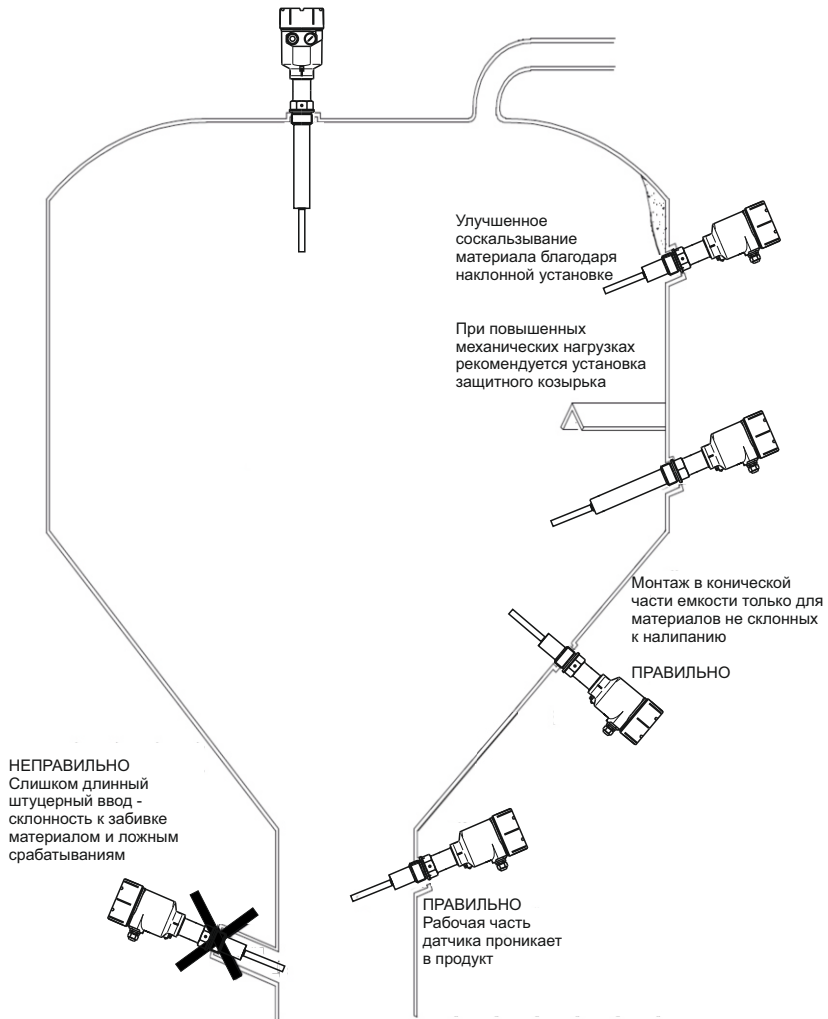 Улучшенное
соскальзывание
материала благодаря
наклонной установке
При повышенных
механических нагрузках
рекомендуется установка
защитного козырька
Монтаж в конической
части емкости только для
материалов не склонных
к налипанию
ПРАВИЛЬНО
НЕПРАВИЛЬНО
Слишком длинный
штуцерный ввод -
склонность к забивке
материалом и ложным
срабатываниям
ПРАВИЛЬНО
Рабочая часть
датчика проникает
в продукт